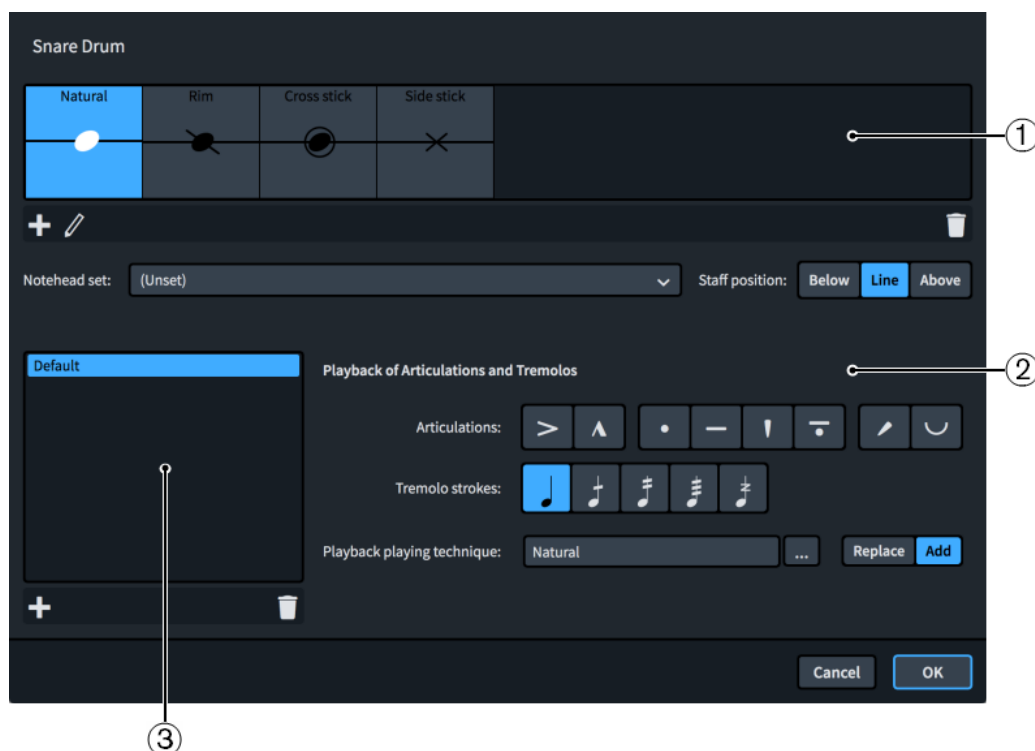 Snare Drum
Natural Rim Cross stick Side stick
①
Notehead set: (Unset) Staff position: Below Line Above
Default
Playback of Articulations and Tremolos
②
Articulations:
Tremolo strokes:
Playback playing technique: Natural ... Replace Add
Cancel OK
③